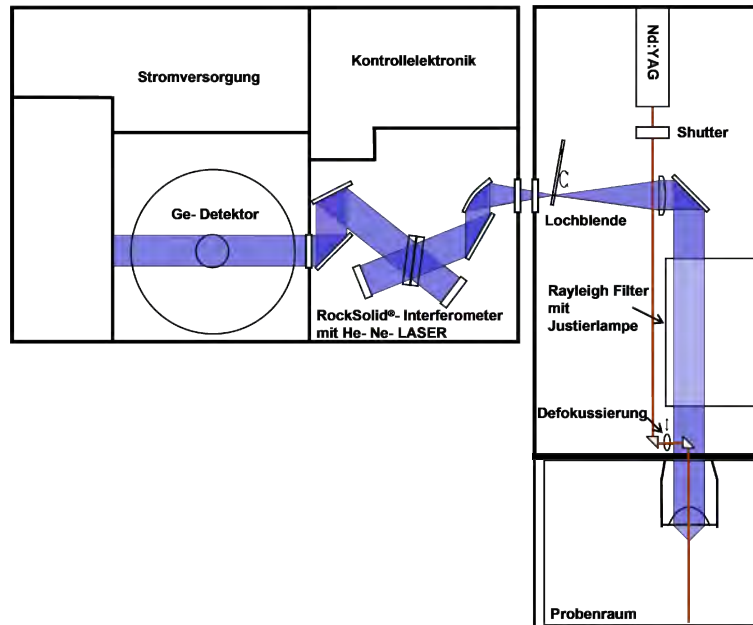 Stromversorgung
Kontrollelektronik
Nd:YAG
Shutter
Ge- Detektor
Lochblende
RockSolid®- Interferometer
mit He- Ne- LASER
Rayleigh Filter
mit
Justierlampe
Defokussierung
Probenraum